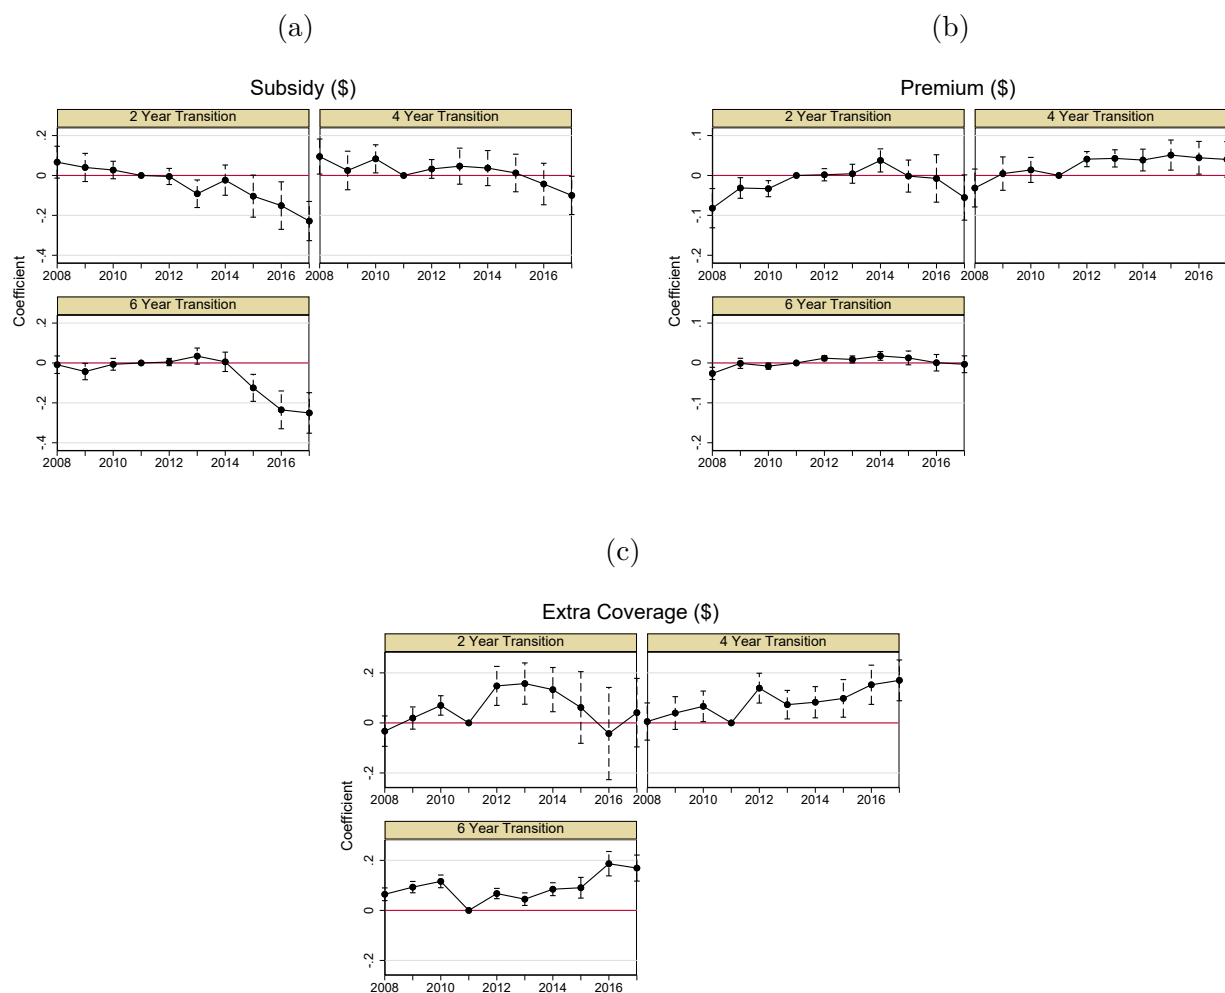 (a)
Subsidy ($)
2 Year Transition
4 Year Transition
.2
0
-.2
-.4
2008 2010 2012 2014 2016 2008 2010 2012 2014 2016
6 Year Transition
.2
0
-.2
-.4
2008 2010 2012 2014 2016
Coefficient
(b)
Premium ($)
2 Year Transition
4 Year Transition
.1
0
-.1
-.2
2008 2010 2012 2014 2016 2008 2010 2012 2014 2016
6 Year Transition
.1
0
-.1
-.2
2008 2010 2012 2014 2016
Coefficient
(c)
Extra Coverage ($)
2 Year Transition
4 Year Transition
.2
0
-.2
2008 2010 2012 2014 2016 2008 2010 2012 2014 2016
6 Year Transition
.2
0
-.2
2008 2010 2012 2014 2016
Coefficient